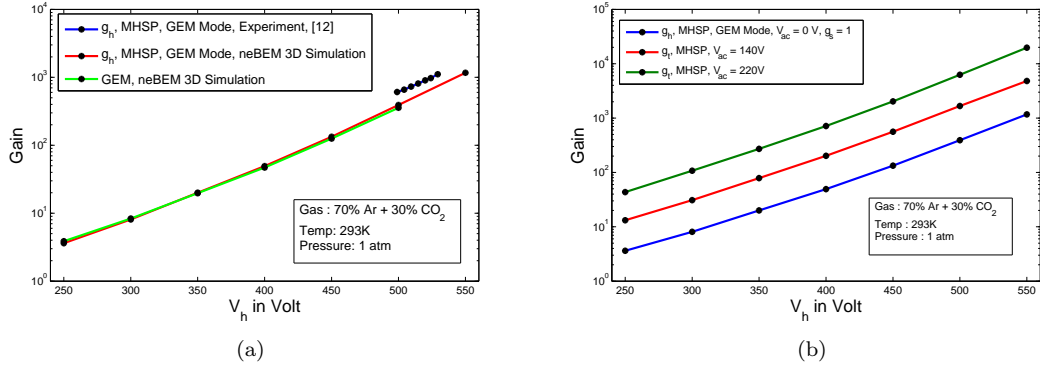 10^5
10^4
10^3
10^2
10^1
10^0
Gain
g_h, MHSP, GEM Mode, Experiment, [12]
g_h, MHSP, GEM Mode, neBEM 3D Simulation
GEM, neBEM 3D Simulation
Gas : 70% Ar + 30% CO_2
Temp: 293K
Pressure: 1 atm
250 300 350 400 450 500 550
V_h in Volt
(a)
10^5
10^4
10^3
10^2
10^1
10^0
Gain
g_h, MHSP, GEM Mode, V_ac = 0 V, g_s = 1
g_t, MHSP, V_ac = 140V
g_t, MHSP, V_ac = 220V
Gas : 70% Ar + 30% CO_2
Temp : 293K
Pressure : 1 atm
250 300 350 400 450 500 550
V_h in Volt
(b)